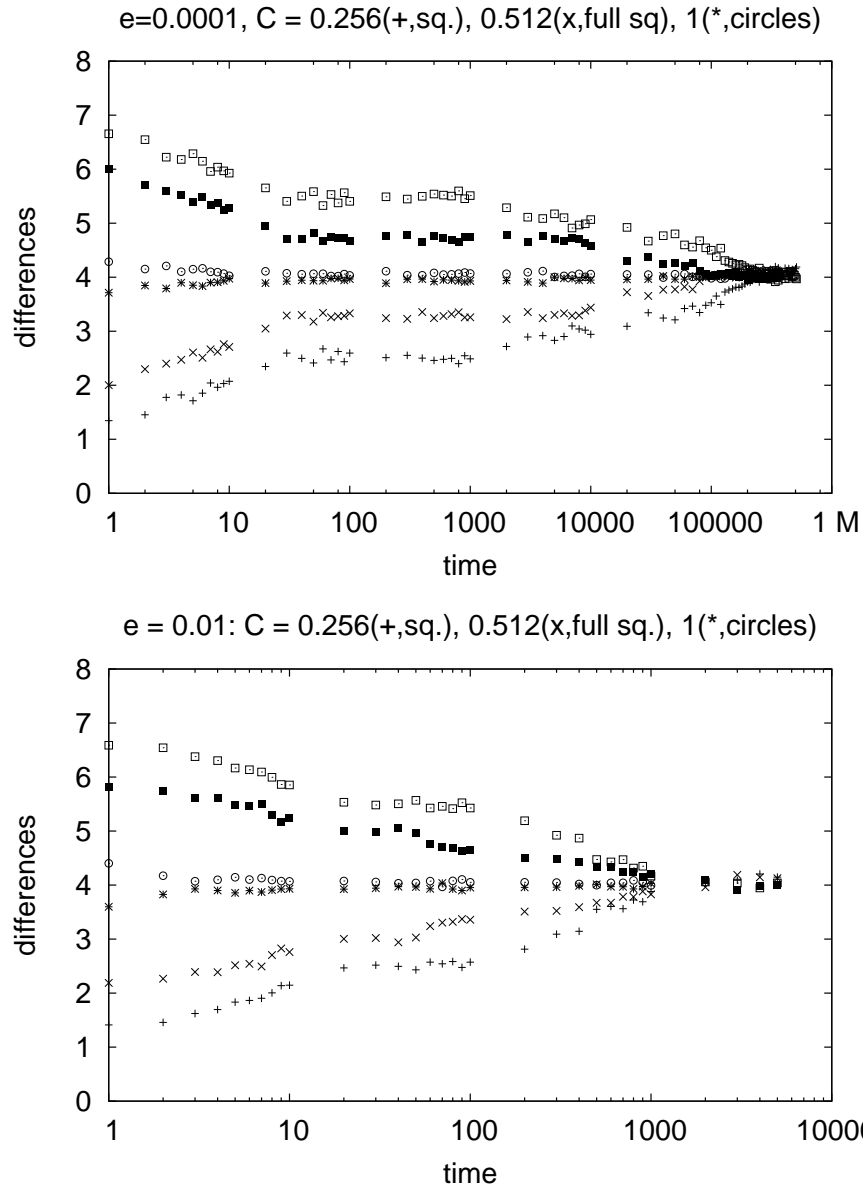 e=0.0001, C = 0.256(+,sq.), 0.512(x,full sq), 1(*,circles)
8
7
6
5
4
3
2
1
0
differences
1 10 100 1000 10000 100000 1 M
time
e = 0.01: C = 0.256(+,sq.), 0.512(x,full sq.), 1(*,circles)
8
7
6
5
4
3
2
1
0
differences
1 10 100 1000 10000
time